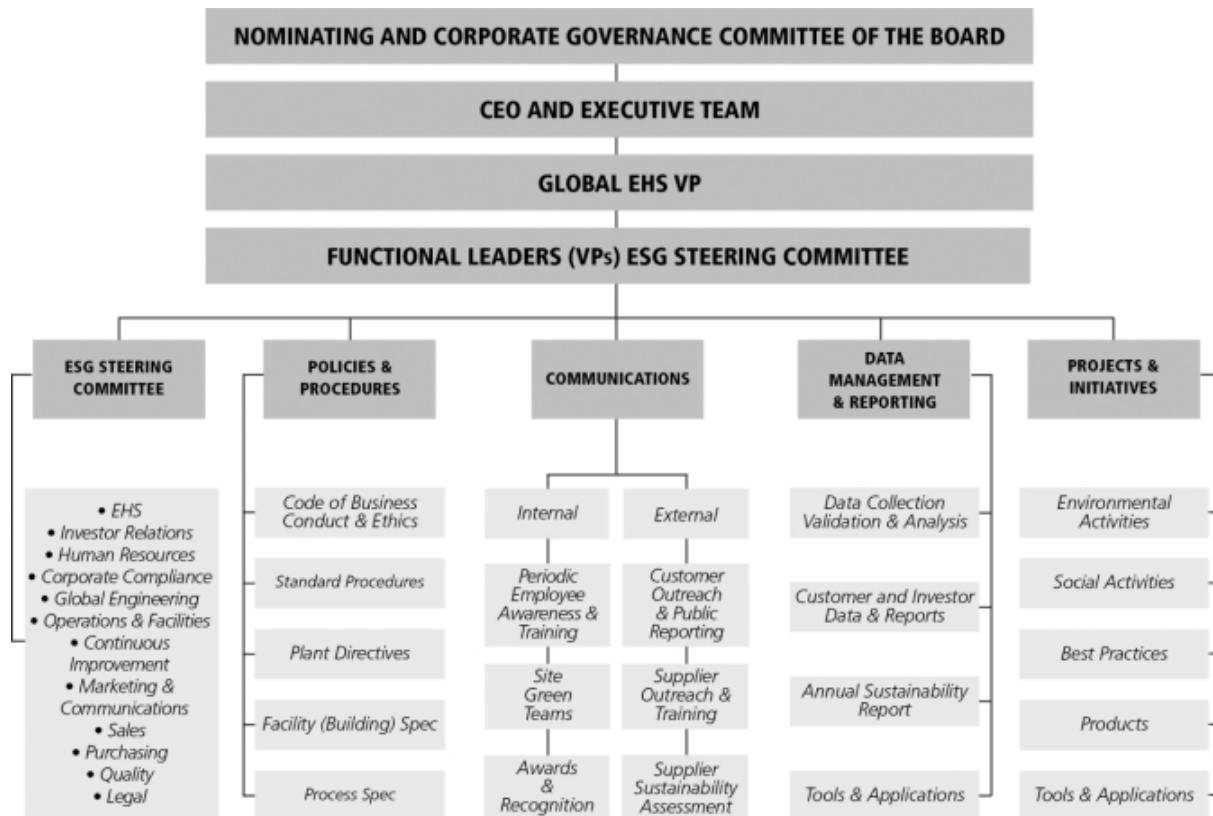 NOMINATING AND CORPORATE GOVERNANCE COMMITTEE OF THE BOARD
CEO AND EXECUTIVE TEAM
GLOBAL EHS VP
FUNCTIONAL LEADERS (VPs) ESG STEERING COMMITTEE
ESG STEERING
COMMITTEE
• EHS
• Investor Relations
• Human Resources
• Corporate Compliance
• Global Engineering
• Operations & Facilities
• Continuous
Improvement
• Marketing &
Communications
• Sales
• Purchasing
• Quality
• Legal
POLICIES &
PROCEDURES
Code of Business
Conduct & Ethics
Standard Procedures
Plant Directives
Facility (Building) Spec
Process Spec
COMMUNICATIONS
Internal
Periodic
Employee
Awareness &
Training
Site
Green
Teams
Awards
&
Recognition
External
Customer
Outreach
& Public
Reporting
Supplier
Outreach &
Training
Supplier
Sustainability
Assessment
DATA
MANAGEMENT
& REPORTING
Data Collection
Validation & Analysis
Customer and Investor
Data & Reports
Annual Sustainability
Report
Tools & Applications
PROJECTS &
INITIATIVES
Environmental
Activities
Social Activities
Best Practices
Products
Tools & Applications